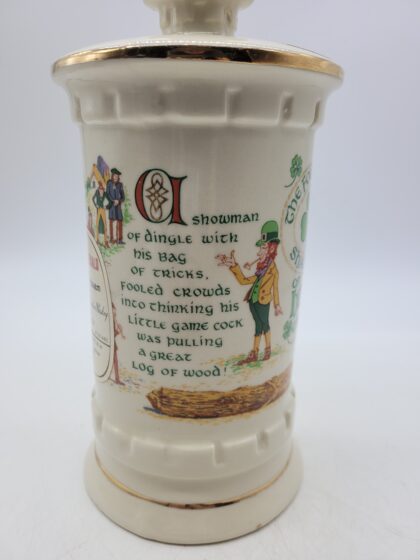 A showman
of dingle with
his bag
of tricks,
fooled crowds
into thinking his
little game cock
was pulling
a great
log of wood!